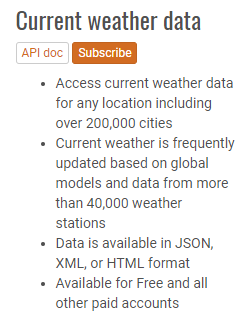 Current weather data
API doc Subscribe
• Access current weather data
for any location including
over 200,000 cities
• Current weather is frequently
updated based on global
models and data from more
than 40,000 weather
stations
• Data is available in JSON,
XML, or HTML format
• Available for Free and all
other paid accounts